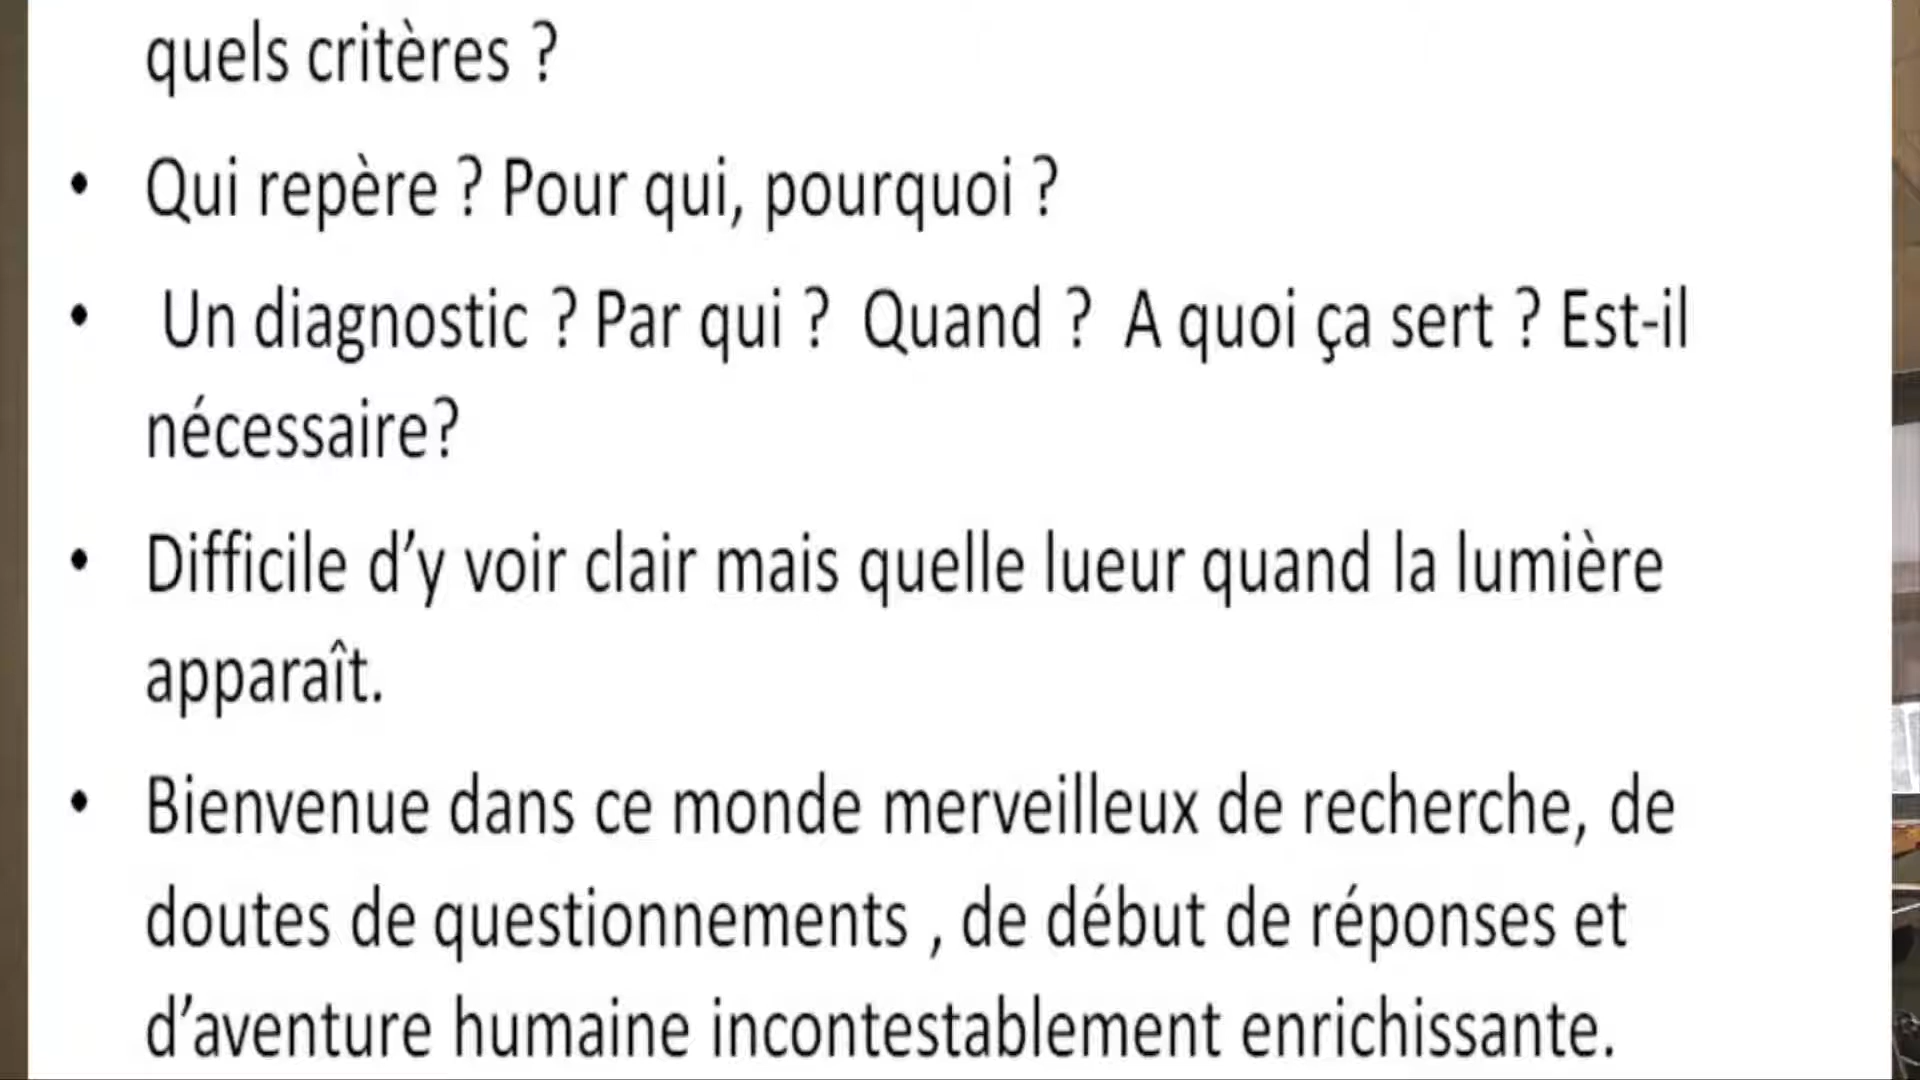 quels critères ?
• Qui repère ? Pour qui, pourquoi ?
• Un diagnostic ? Par qui ? Quand ? A quoi ça sert ? Est-il
nécessaire?
• Difficile d’y voir clair mais quelle lueur quand la lumière
apparaît.
• Bienvenue dans ce monde merveilleux de recherche, de
doutes de questionnements , de début de réponses et
d’aventure humaine incontestablement enrichissante.